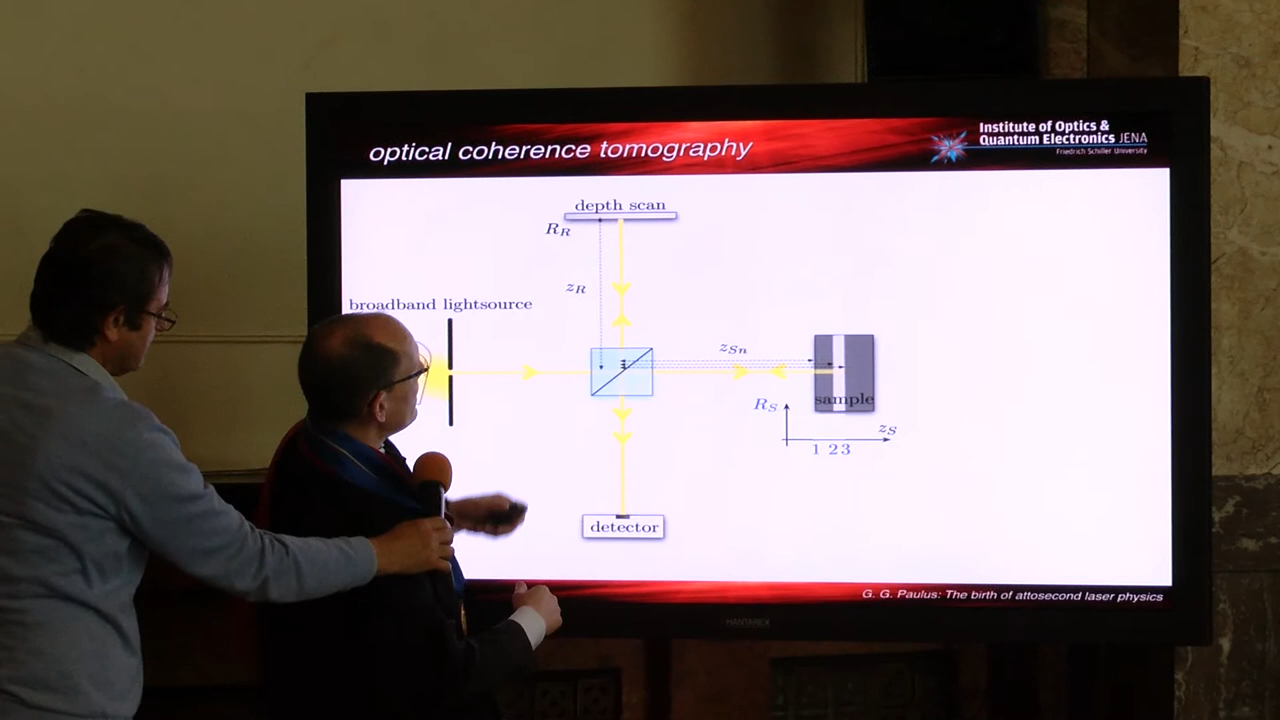 optical coherence tomography
Institute of Optics &
Quantum Electronics JENA
Friedrich Schiller University
depth scan
R_R
z_R
broadband lightsource
z_Sn
sample
R_S
z_S
1 2 3
detector
G. G. Paulus: The birth of attosecond laser physics
HANTAREX